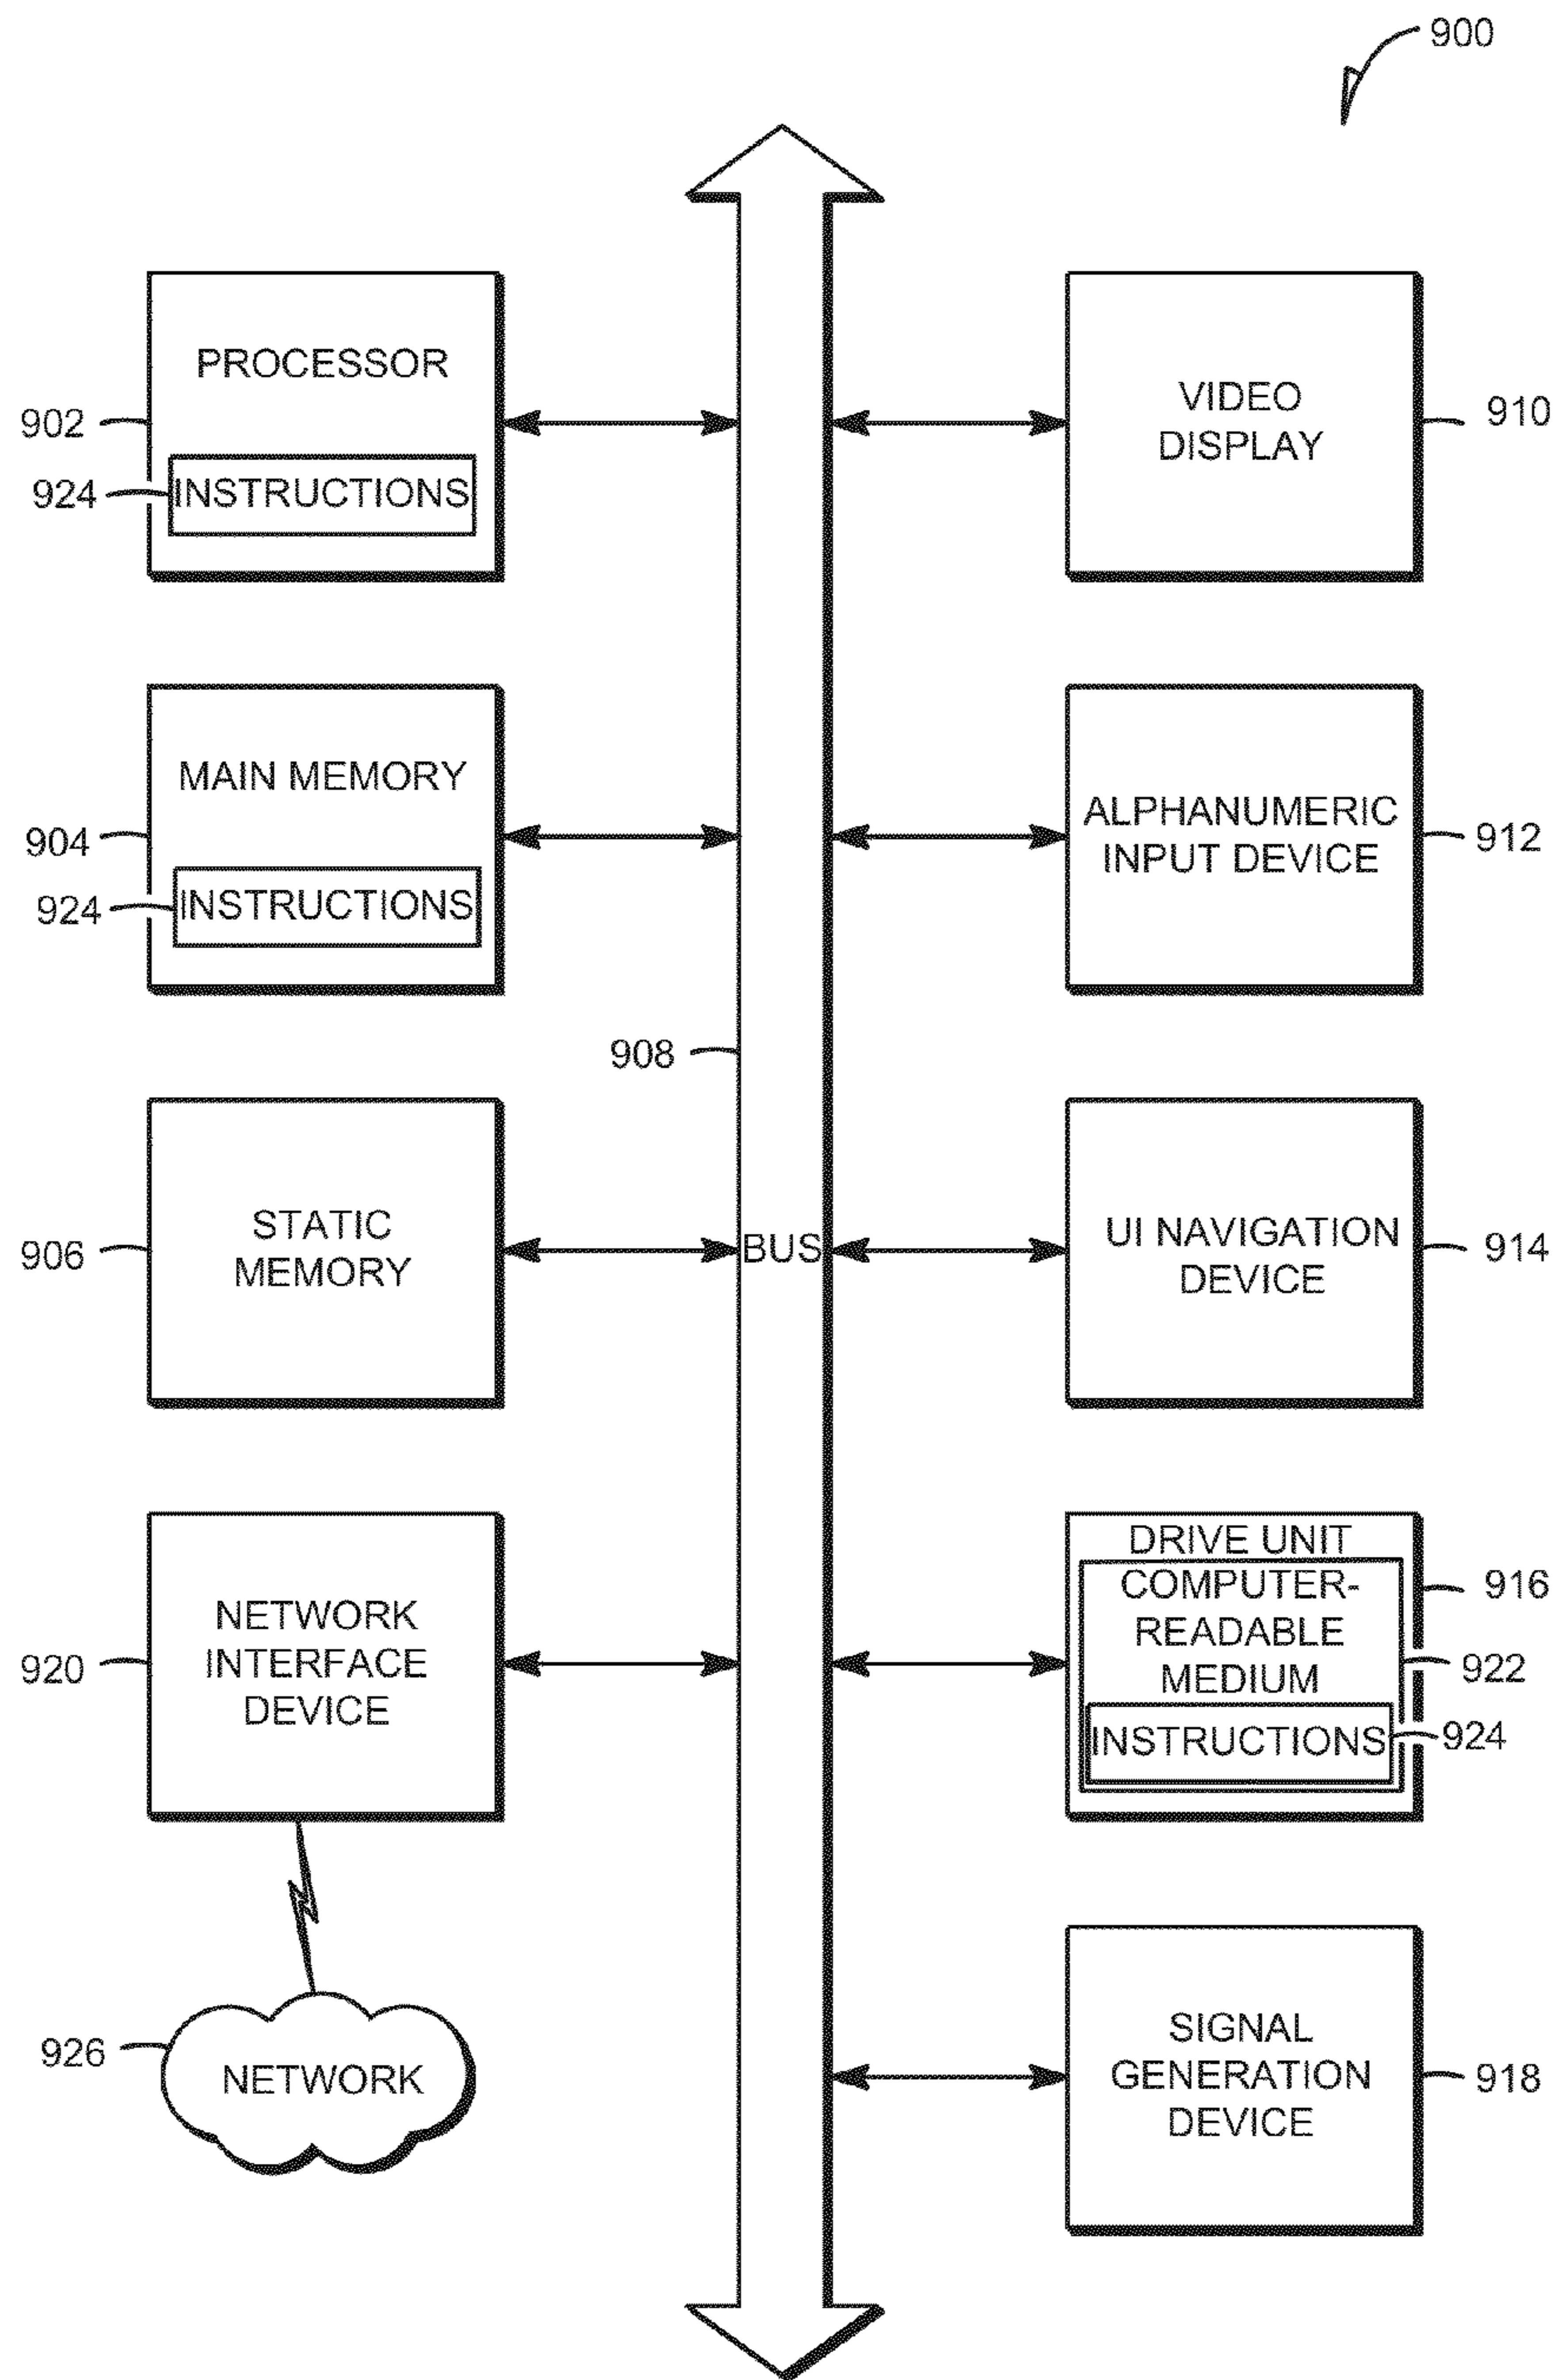 900
PROCESSOR
902
924
INSTRUCTIONS
VIDEO
DISPLAY
910
MAIN MEMORY
904
924
INSTRUCTIONS
ALPHANUMERIC
INPUT DEVICE
912
908
STATIC
MEMORY
906
BUS
UI NAVIGATION
DEVICE
914
NETWORK
INTERFACE
DEVICE
920
DRIVE UNIT
916
COMPUTER-
READABLE
MEDIUM
922
INSTRUCTIONS
924
926
NETWORK
SIGNAL
GENERATION
DEVICE
918